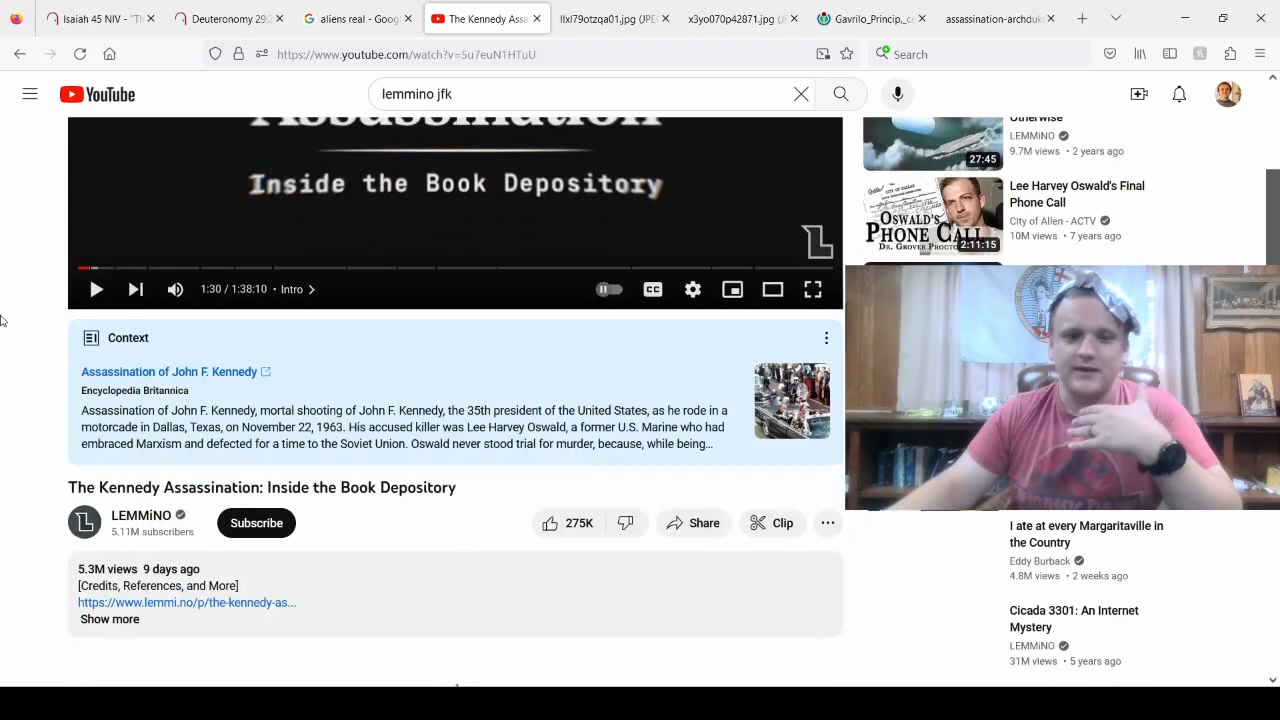 Isaiah 45 NIV - "Th
Deuteronomy 29:2
aliens real - Goog
The Kennedy Assa
llxl79otzqa01.jpg (JPE
x3yo070p42871.jpg (JP
Gavrilo_Princip,_ce
assassination-archduke
https://www.youtube.com/watch?v=5u7euN1HTuU
Search
YouTube
lemmino jfk
Assassination
Inside the Book Depository
1:30 / 1:38:10 • Intro
CC
Context
Assassination of John F. Kennedy
Encyclopedia Britannica
Assassination of John F. Kennedy, mortal shooting of John F. Kennedy, the 35th president of the United States, as he rode in a
motorcade in Dallas, Texas, on November 22, 1963. His accused killer was Lee Harvey Oswald, a former U.S. Marine who had
embraced Marxism and defected for a time to the Soviet Union. Oswald never stood trial for murder, because, while being...
The Kennedy Assassination: Inside the Book Depository
LEMMiNO
5.11M subscribers
Subscribe
275K
Share
Clip
5.3M views 9 days ago
[Credits, References, and More]
https://www.lemmi.no/p/the-kennedy-as...
Show more
Otherwise
LEMMiNO
9.7M views • 2 years ago
27:45
Lee Harvey Oswald's Final
Phone Call
City of Allen - ACTV
10M views • 7 years ago
OSWALD'S
PHONE CALL
DR. GROVER PROCTO
2:11:15
I ate at every Margaritaville in
the Country
Eddy Burback
4.8M views • 2 weeks ago
Cicada 3301: An Internet
Mystery
LEMMiNO
31M views • 5 years ago